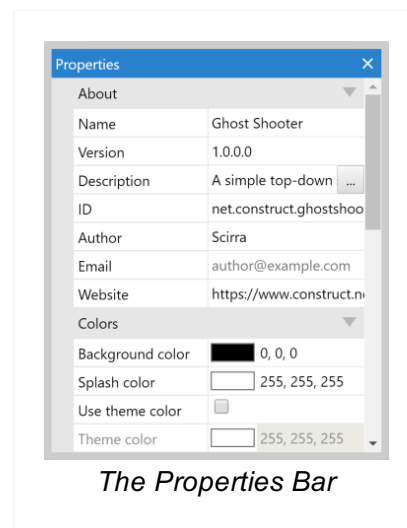 Properties
About
Name Ghost Shooter
Version 1.0.0.0
Description A simple top-down ...
ID net.construct.ghostshoo
Author Scirra
Email author@example.com
Website https://www.construct.n
Colors
Background color 0, 0, 0
Splash color 255, 255, 255
Use theme color
Theme color 255, 255, 255
The Properties Bar